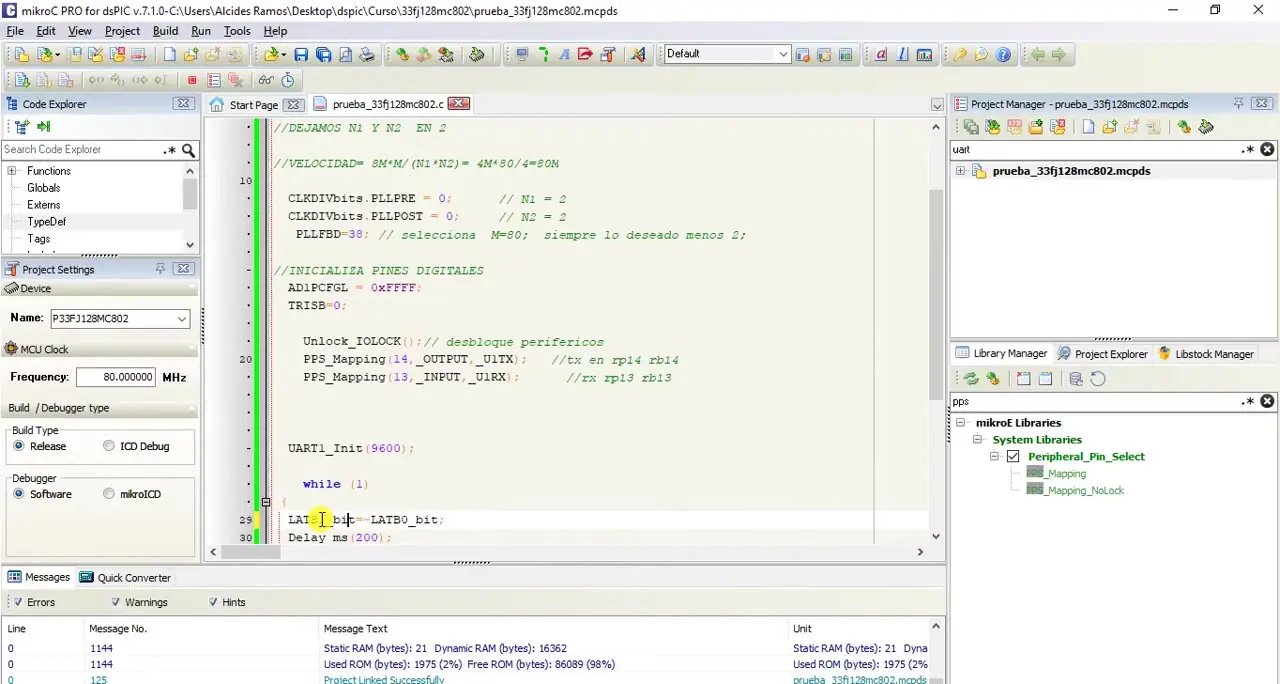 mikroC PRO for dsPIC v.7.1.0-C:\Users\Alcides Ramos\Desktop\dspic\Curso\33fj128mc802\prueba_33fj128mc802.mcpds
File Edit View Project Build Run Tools Help
Default
Code Explorer
Start Page
prueba_33fj128mc802.c
Project Manager - prueba_33fj128mc802.mcpds
Search Code Explorer
.*
uart
.*
Functions
Globals
Externs
TypeDef
Tags
prueba_33fj128mc802.mcpds
//DEJAMOS N1 Y N2 EN 2
//VELOCIDAD= 8M*M/(N1*N2)= 4M*80/4=80M
10
CLKDIVbits.PLLPRE = 0; // N1 = 2
CLKDIVbits.PLLPOST = 0; // N2 = 2
PLLFBD=38; // selecciona M=80; siempre lo deseado menos 2;
//INICIALIZA PINES DIGITALES
AD1PCFGL = 0xFFFF;
TRISB=0;
Unlock_IOLOCK();// desbloque perifericos
20 PPS_Mapping(14,_OUTPUT,_U1TX); //tx en rp14 rb14
PPS_Mapping(13,_INPUT,_U1RX); //rx rp13 rb13
UART1_Init(9600);
while (1)
{
29 _bit=~LATB0_bit;
30 Delay_ms(200);
Project Settings
Device
Name: P33FJ128MC802
MCU Clock
Frequency: 80.000000 MHz
Build / Debugger type
Build Type
Release ICD Debug
Debugger
Software mikroICD
Library Manager Project Explorer Libstock Manager
pps
.*
mikroE Libraries
System Libraries
Peripheral_Pin_Select
PPS_Mapping
PPS_Mapping_NoLock
Messages Quick Converter
Errors Warnings Hints
Line Message No. Message Text Unit
0 1144 Static RAM (bytes): 21 Dynamic RAM (bytes): 16362 Static RAM (bytes): 21 Dyna
0 1144 Used ROM (bytes): 1975 (2%) Free ROM (bytes): 86089 (98%) Used ROM (bytes): 1975 (2%
0 125 Project Linked Successfully prueba_33fj128mc802.mcpds